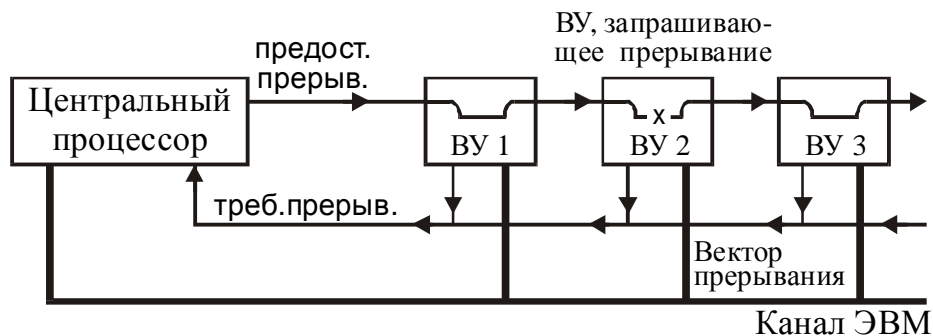 ВУ, запрашиваю-
щее прерывание
предост.
прерыв.
Центральный
процессор
ВУ 1
х
ВУ 2
ВУ 3
треб.прерыв.
Вектор
прерывания
Канал ЭВМ